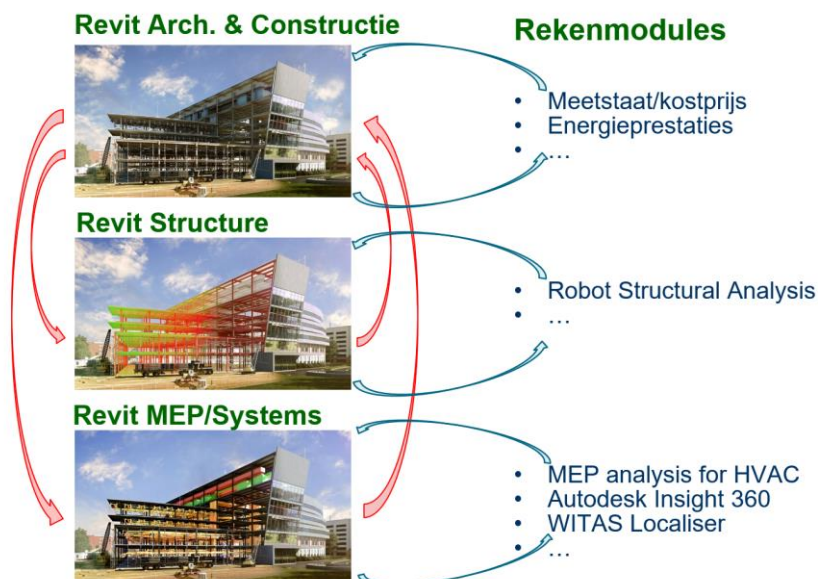 Revit Arch. & Constructie
Rekenmodules
• Meetstaat/kostprijs
• Energieprestaties
• ...
Revit Structure
• Robot Structural Analysis
• ...
Revit MEP/Systems
• MEP analysis for HVAC
• Autodesk Insight 360
• WITAS Localiser
• ...